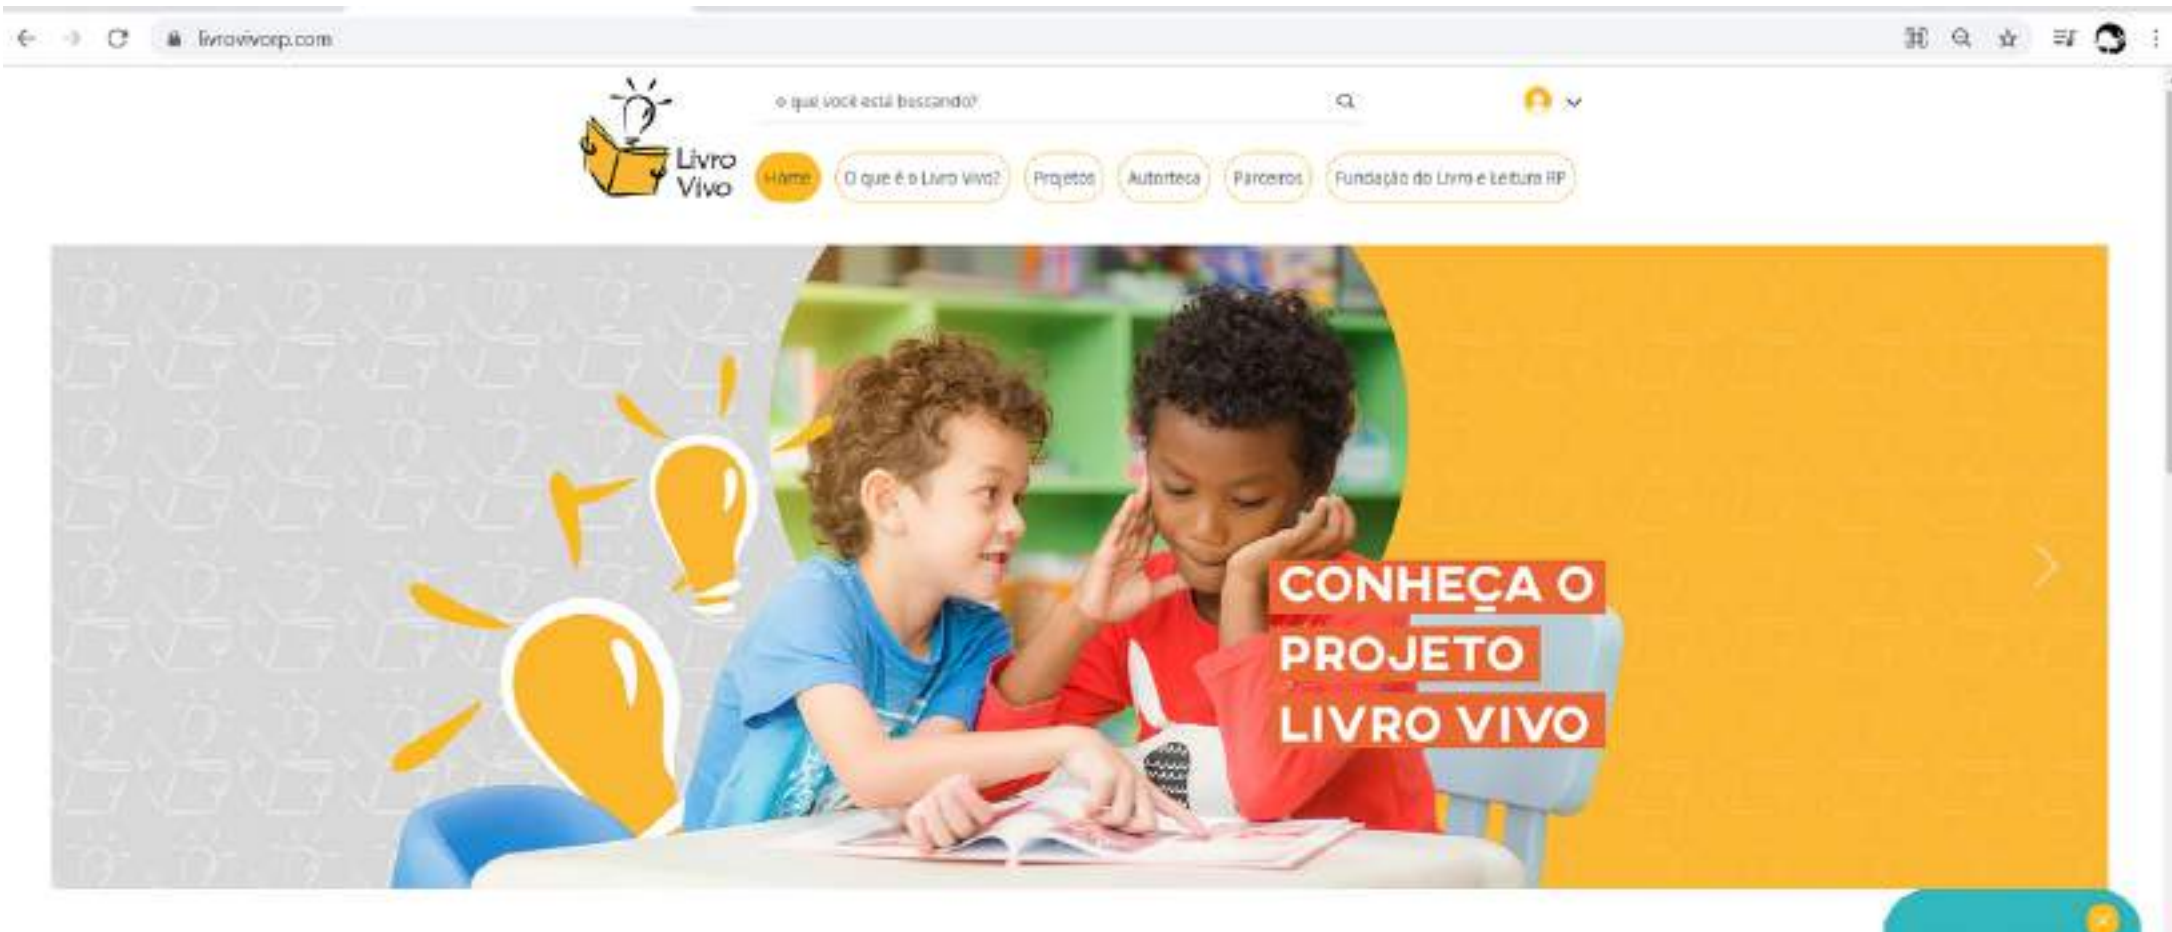 livrovivorp.com
o que você está buscando?
Livro
Vivo
Home
O que é o Livro Vivo?
Projetos
Autorteca
Parceiros
Fundação do Livro e Leitura RP
CONHEÇA O
PROJETO
LIVRO VIVO